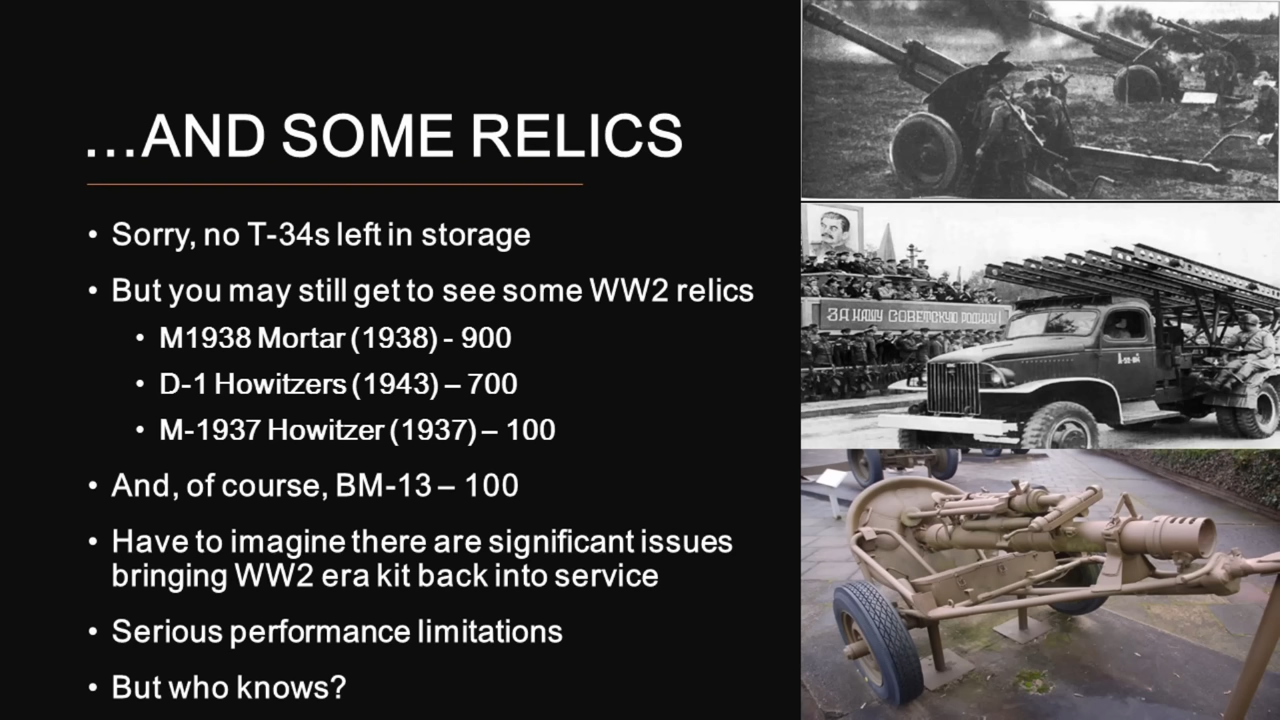 …AND SOME RELICS
• Sorry, no T-34s left in storage
• But you may still get to see some WW2 relics
• M1938 Mortar (1938) - 900
• D-1 Howitzers (1943) – 700
• M-1937 Howitzer (1937) – 100
• And, of course, BM-13 – 100
• Have to imagine there are significant issues
bringing WW2 era kit back into service
• Serious performance limitations
• But who knows?
ЗА НАШУ СОВЕТСКУЮ РОДИНУ!